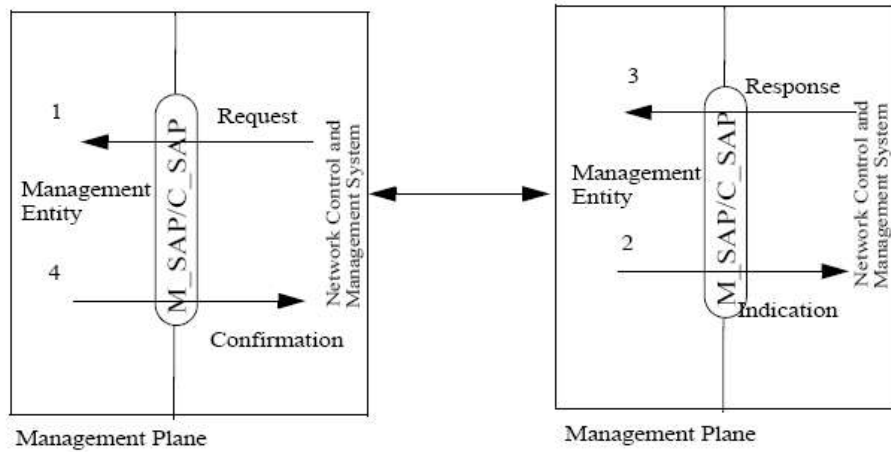 1
Request
Management
Entity
M_SAP/C_SAP
Network Control and
Management System
4
Confirmation
Management Plane
3
Response
Management
Entity
M_SAP/C_SAP
Network Control and
Management System
2
Indication
Management Plane